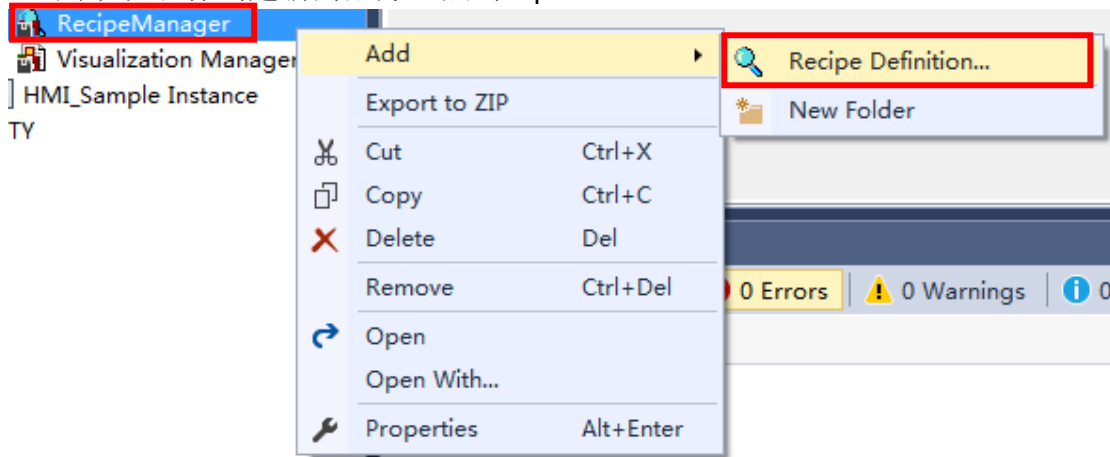 RecipeManager
Visualization Manager
HMI_Sample Instance
TY
Add
Export to ZIP
Cut Ctrl+X
Copy Ctrl+C
Delete Del
Remove Ctrl+Del
Open
Open With...
Properties Alt+Enter
Recipe Definition...
New Folder
0 Errors 0 Warnings 0